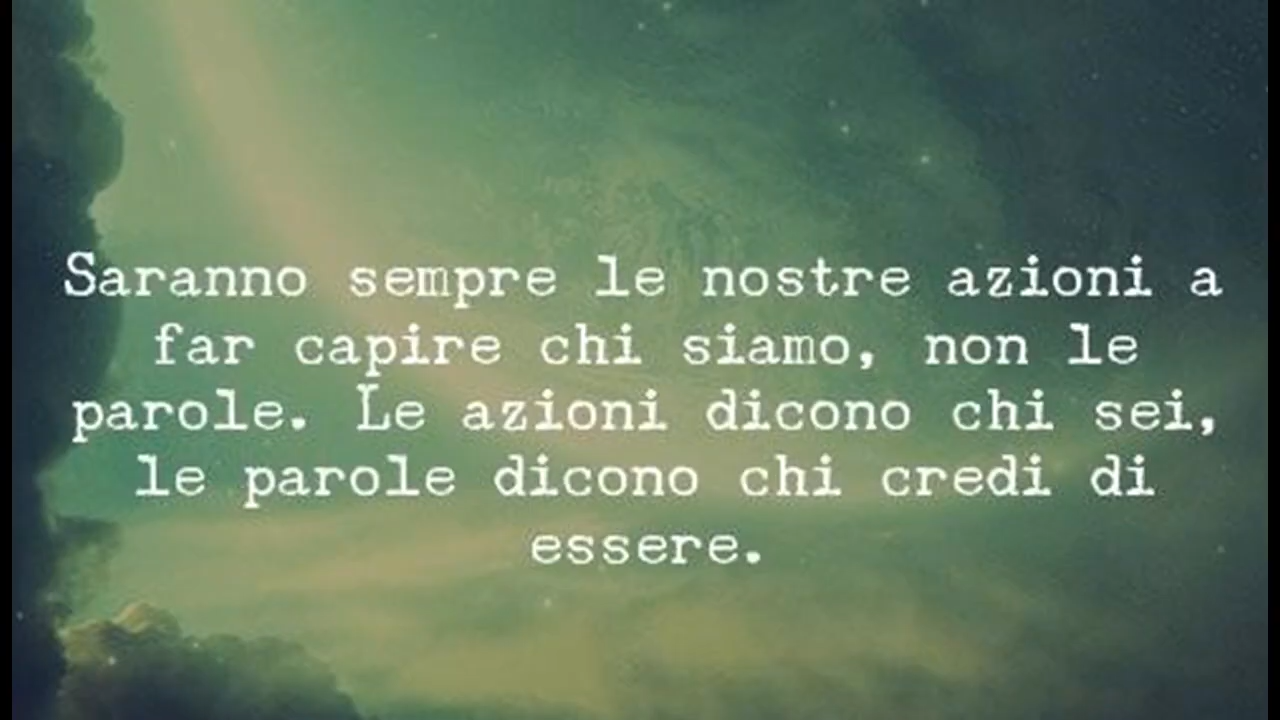 Saranno sempre le nostre azioni a
far capire chi siamo, non le
parole. Le azioni dicono chi sei,
le parole dicono chi credi di
essere.